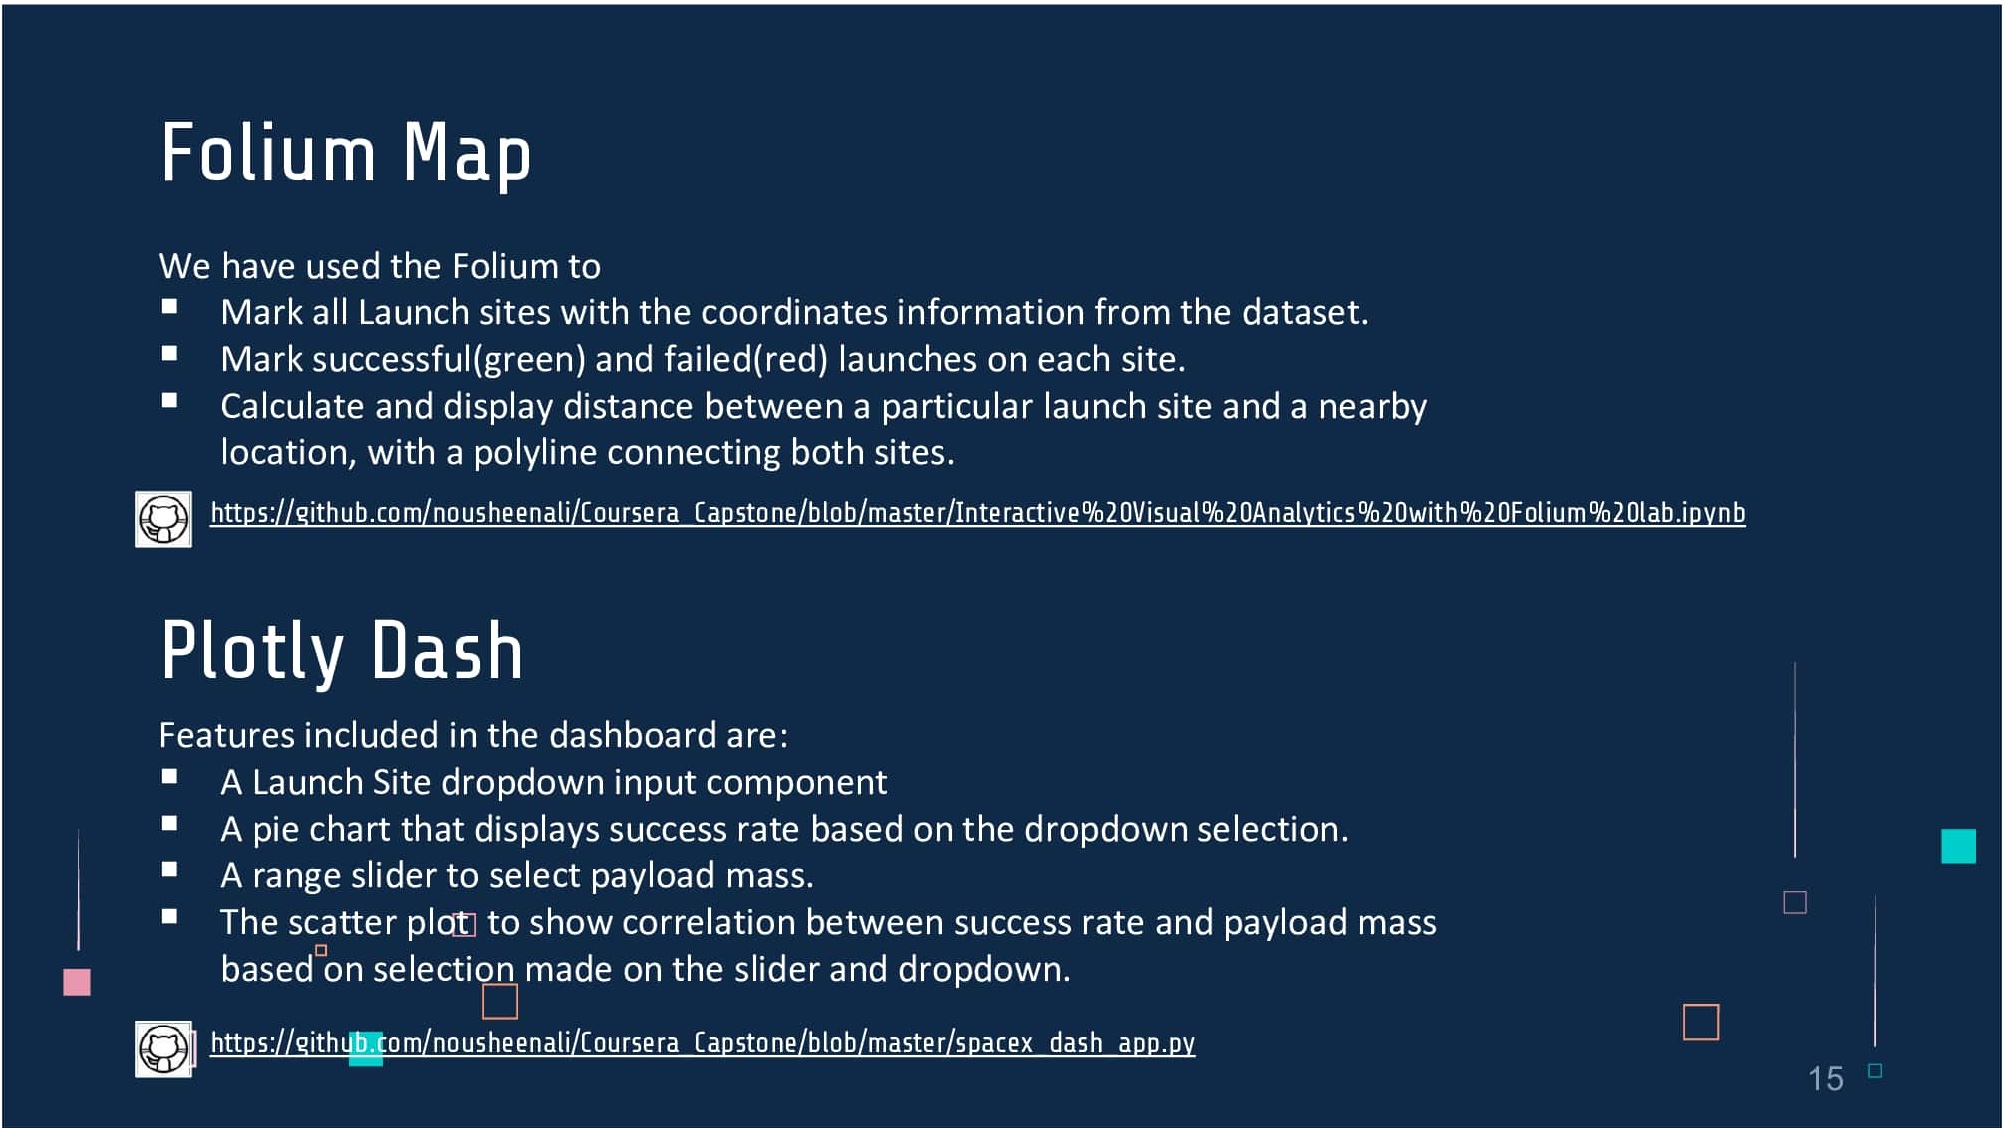 Folium Map
We have used the Folium to
▪ Mark all Launch sites with the coordinates information from the dataset.
▪ Mark successful(green) and failed(red) launches on each site.
▪ Calculate and display distance between a particular launch site and a nearby
location, with a polyline connecting both sites.
https://github.com/nousheenali/Coursera_Capstone/blob/master/Interactive%20Visual%20Analytics%20with%20Folium%20lab.ipynb
Plotly Dash
Features included in the dashboard are:
▪ A Launch Site dropdown input component
▪ A pie chart that displays success rate based on the dropdown selection.
▪ A range slider to select payload mass.
▪ The scatter plot to show correlation between success rate and payload mass
based on selection made on the slider and dropdown.
https://github.com/nousheenali/Coursera_Capstone/blob/master/spacex_dash_app.py
15